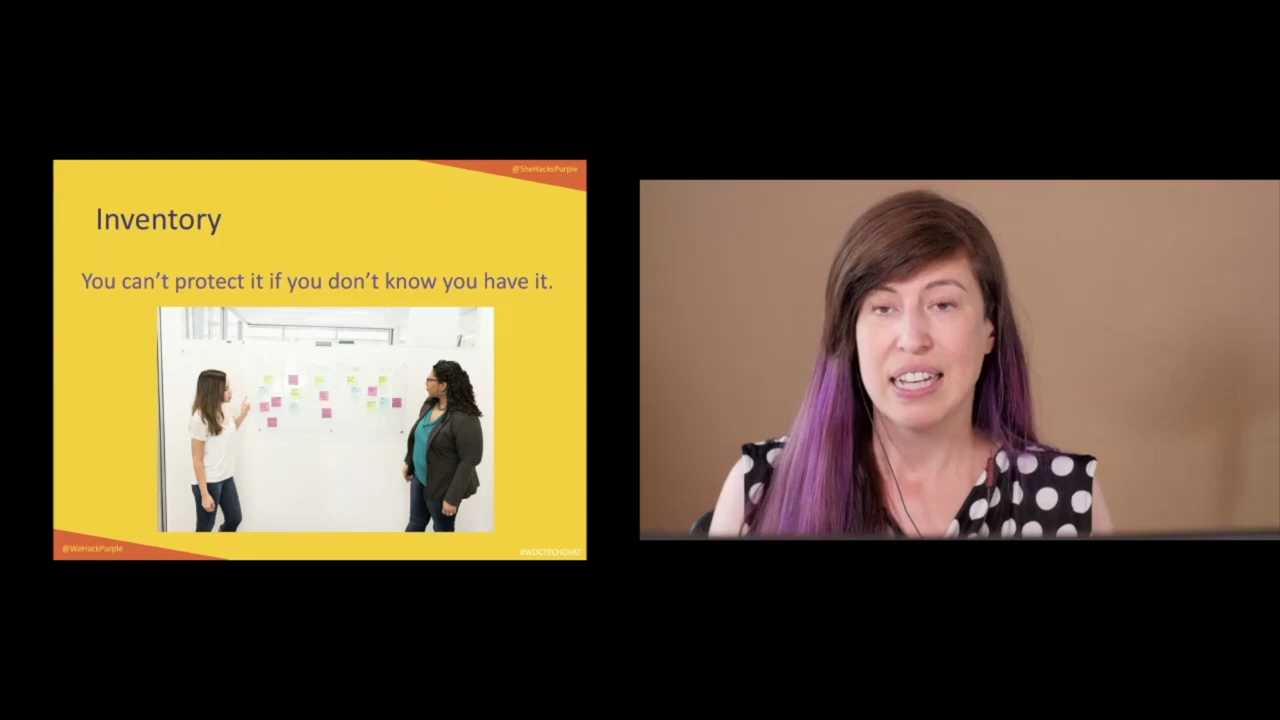 @SheHacksPurple
Inventory
You can't protect it if you don't know you have it.
@WeHackPurple
#WOCTECHCHAT